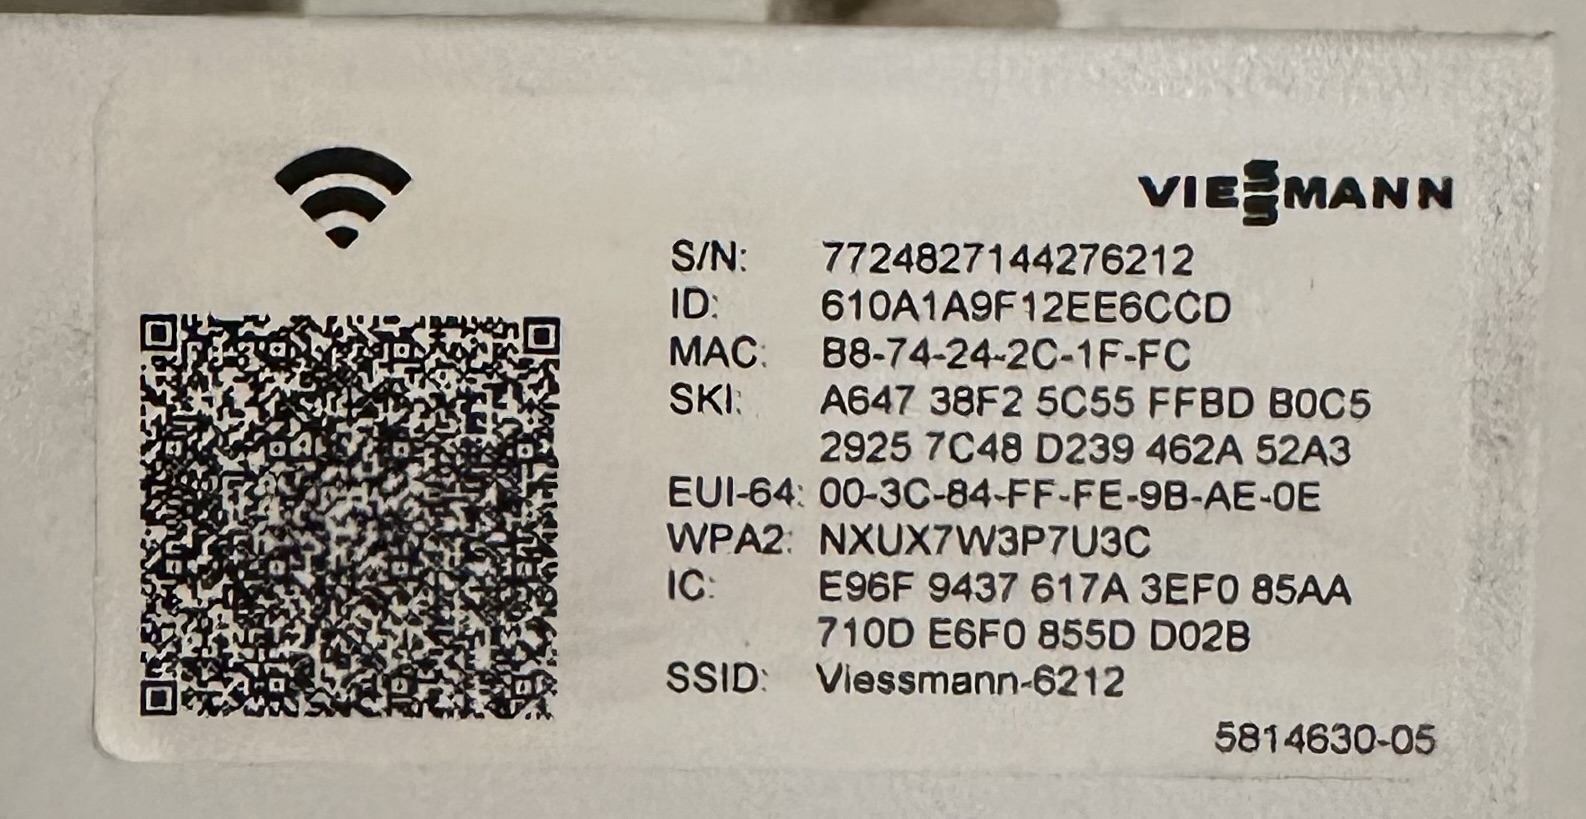 VIESSMANN
S/N: 7724827144276212
ID: 610A1A9F12EE6CCD
MAC: B8-74-24-2C-1F-FC
SKI: A647 38F2 5C55 FFBD B0C5
2925 7C48 D239 462A 52A3
EUI-64: 00-3C-84-FF-FE-9B-AE-0E
WPA2: NXUX7W3P7U3C
IC: E96F 9437 617A 3EF0 85AA
710D E6F0 855D D02B
SSID: Viessmann-6212
5814630-05